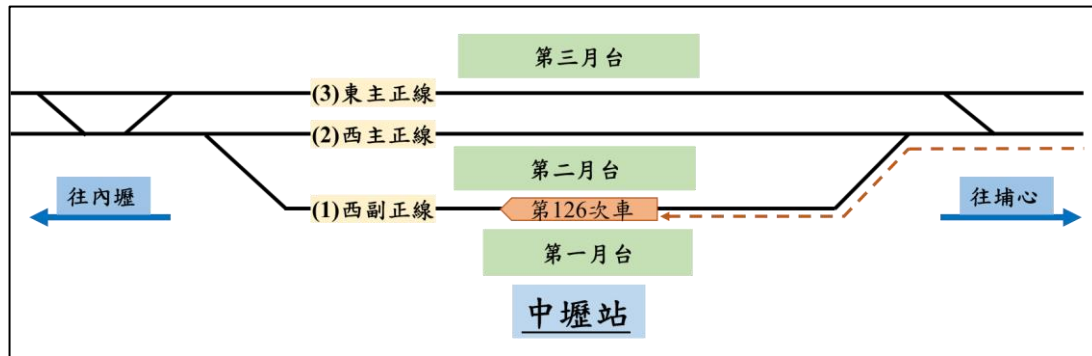 第三月台
(3)東主正線
(2)西主正線
第二月台
往內壢
往埔心
(1)西副正線
第126次車
第一月台
中壢站